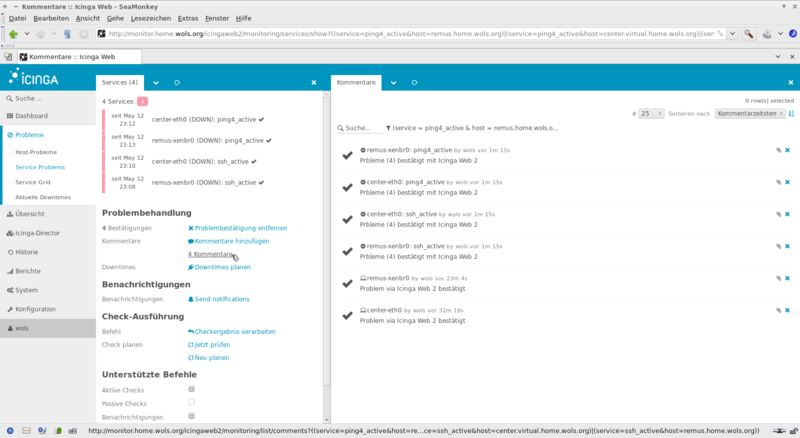 Kommentare :: Icinga Web - SeaMonkey
Datei Bearbeiten Ansicht Gehe Lesezeichen Extras Fenster Hilfe
http://monitor.home.wols.org/icingaweb2/monitoring/services/show?((service=ping4_active&host=remus.home.wols.org)|(service=ping4_active&host=center.virtual.home.wols.org)|(ser
Kommentare :: Icinga Web
ICINGA
Suche ...
Dashboard
Probleme
Host-Probleme
Service Problems
Service Grid
Aktuelle Downtimes
Übersicht
Icinga-Director
Historie
Berichte
System
Konfiguration
wols
Services (4)
4 Services: 4
seit May 12
23:12
center-eth0 (DOWN): ping4_active
seit May 12
23:13
remus-xenbr0 (DOWN): ping4_active
seit May 12
23:10
center-eth0 (DOWN): ssh_active
seit May 12
23:08
remus-xenbr0 (DOWN): ssh_active
Problembehandlung
4 Bestätigungen Problembestätigung entfernen
Kommentare Kommentare hinzufügen
4 Kommentare
Downtimes Downtimes planen
Benachrichtigungen
Benachrichtigungen Send notifications
Check-Ausführung
Befehl Checkergebnis verarbeiten
Check planen Jetzt prüfen
Neu planen
Unterstützte Befehle
Aktive Checks
Passive Checks
Benachrichtigungen
Kommentare
0 row(s) selected
# 25 Sortieren nach Kommentarzeitsten
Suche... (service = ping4_active & host = remus.home.wols.o...
remus-xenbr0: ping4_active by wols vor 1m 15s
Prbleme (4) bestätigt mit Icinga Web 2
center-eth0: ping4_active by wols vor 1m 15s
Prbleme (4) bestätigt mit Icinga Web 2
center-eth0: ssh_active by wols vor 1m 15s
Prbleme (4) bestätigt mit Icinga Web 2
remus-xenbr0: ssh_active by wols vor 1m 15s
Prbleme (4) bestätigt mit Icinga Web 2
remus-xenbr0 by wols vor 23m 4s
Problem via Icinga Web 2 bestätigt
center-eth0 by wols vor 32m 18s
Problem via Icinga Web 2 bestätigt
http://monitor.home.wols.org/icingaweb2/monitoring/list/comments?((service=ping4_active&host=re...ce=ssh_active&host=center.virtual.home.wols.org)|(service=ssh_active&host=remus.home.wols.org))